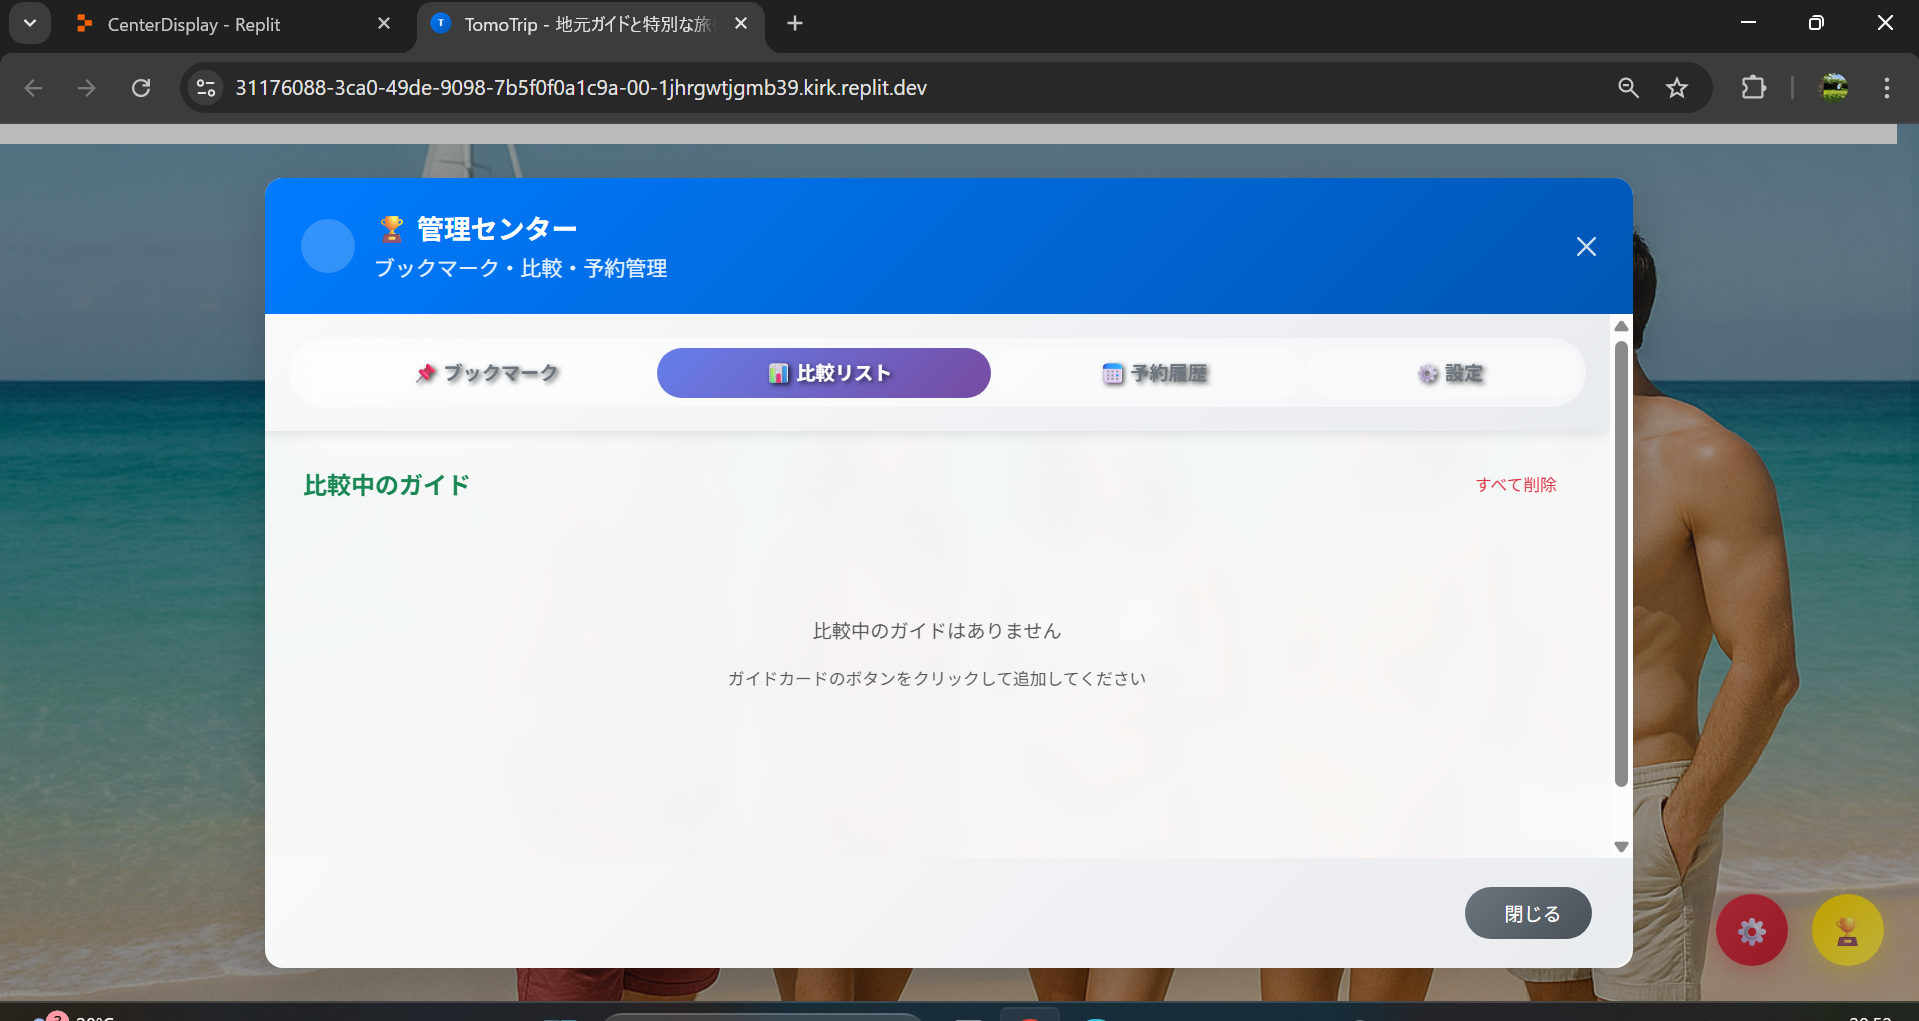 CenterDisplay - Replit
TomoTrip - 地元ガイドと特別な旅
31176088-3ca0-49de-9098-7b5f0f0a1c9a-00-1jhrgwtjgmb39.kirk.replit.dev
管理センター
ブックマーク・比較・予約管理
ブックマーク
比較リスト
予約履歴
設定
比較中のガイド
すべて削除
比較中のガイドはありません
ガイドカードのボタンをクリックして追加してください
閉じる